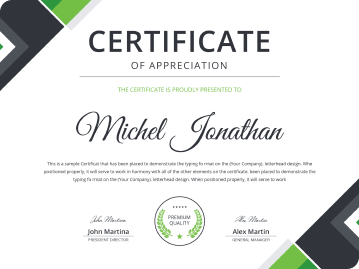 CERTIFICATE
OF APPRECIATION
THE CERTIFICATE IS PROUDLY PRESENTED TO
Michel Jonathan
This is a sample Certificat that has been placed to demonstrate the typing fo rmat on the (Your Company), letterhead design. Whe
positioned properly, it will serve to work in harmony with all of the other elements on the certificate. been placed to demonstrate the
typing fo rmat on the (Your Company), letterhead design. When positioned properly, it will serve to work
John Martina
John Martina
PRESIDENT DIRECTOR
PREMIUM
QUALITY
Alex Martin
Alex Martin
GENERAL MANAGER